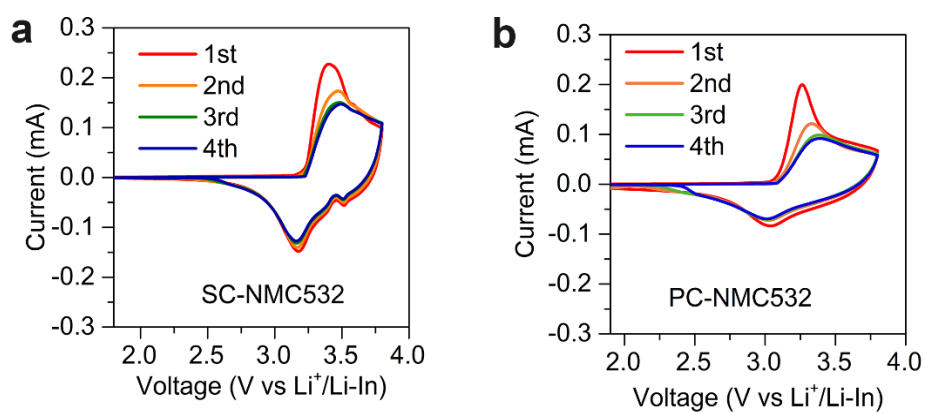 a
0.3
0.2
0.1
0.0
-0.1
-0.2
-0.3
Current (mA)
1st
2nd
3rd
4th
SC-NMC532
2.0 2.5 3.0 3.5 4.0
Voltage (V vs Li⁺/Li-In)
b
0.3
0.2
0.1
0.0
-0.1
-0.2
-0.3
Current (mA)
1st
2nd
3rd
4th
PC-NMC532
2.0 2.5 3.0 3.5 4.0
Voltage (V vs Li⁺/Li-In)